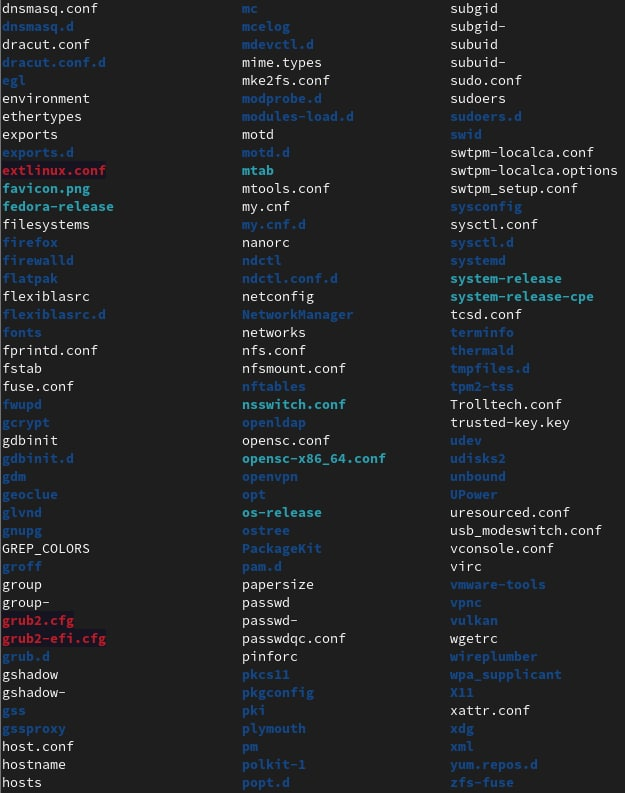 dnsmasq.conf mc subgid
dnsmasq.d mcelog subgid-
dracut.conf mdevctl.d subuid
dracut.conf.d mime.types subuid-
egl mke2fs.conf sudo.conf
environment modprobe.d sudoers
ethertypes modules-load.d sudoers.d
exports motd swid
exports.d motd.d swtpm-localca.conf
extlinux.conf mtab swtpm-localca.options
favicon.png mtools.conf swtpm_setup.conf
fedora-release my.cnf sysconfig
filesystems my.cnf.d sysctl.conf
firefox nanorc sysctl.d
firewalld ndctl systemd
flatpak ndctl.conf.d system-release
flexiblasrc netconfig system-release-cpe
flexiblasrc.d NetworkManager tcsd.conf
fonts networks terminfo
fprintd.conf nfs.conf thermald
fstab nfsmount.conf tmpfiles.d
fuse.conf nftables tpm2-tss
fwupd nsswitch.conf Trolltech.conf
gcrypt openldap trusted-key.key
gdbinit opensc.conf udev
gdbinit.d opensc-x86_64.conf udisks2
gdm openvpn unbound
geoclue opt UPower
glvnd os-release uresourced.conf
gnupg ostree usb_modeswitch.conf
GREP_COLORS PackageKit vconsole.conf
groff pam.d virc
group papersize vmware-tools
group- passwd vpnc
grub2.cfg passwd- vulkan
grub2-efi.cfg passwdqc.conf wgetrc
grub.d pinforc wireplumber
gshadow pkcs11 wpa_supplicant
gshadow- pkgconfig X11
gss pki xattr.conf
gssproxy plymouth xdg
host.conf pm xml
hostname polkit-1 yum.repos.d
hosts popt.d zfs-fuse